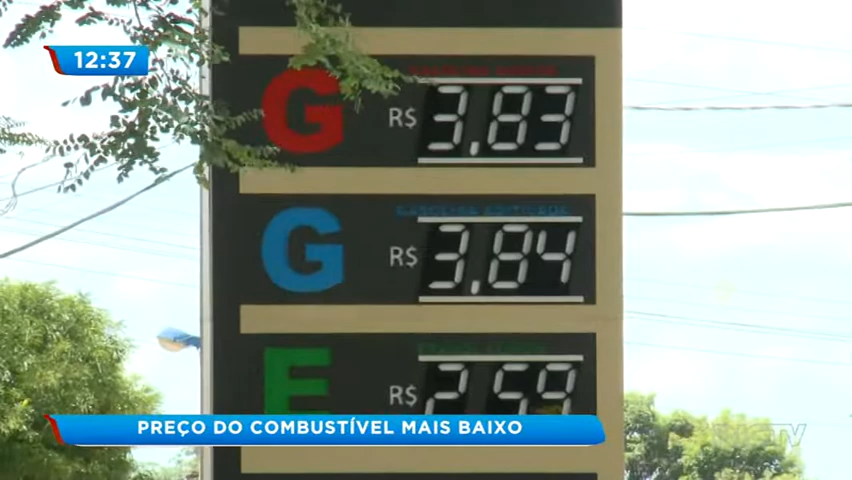 12:37
G R$ 3,83
G R$ 3,84
E R$ 2,59
PREÇO DO COMBUSTÍVEL MAIS BAIXO